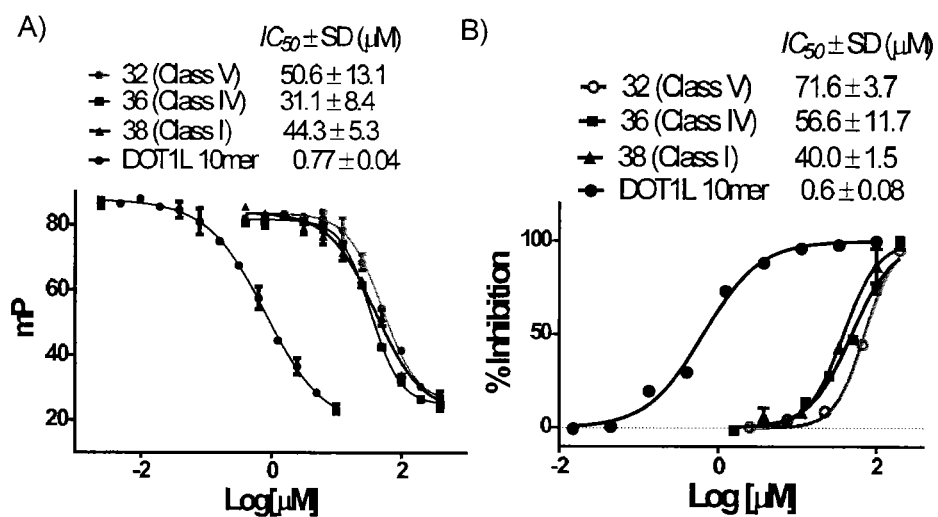 A)
IC50 ± SD (μM)
32 (Class V) 50.6 ± 13.1
36 (Class IV) 31.1 ± 8.4
38 (Class I) 44.3 ± 5.3
DOT1L 10mer 0.77 ± 0.04
mP
80
60
40
20
-2 0 2
Log[μM]
B)
IC50 ± SD (μM)
32 (Class V) 71.6 ± 3.7
36 (Class IV) 56.6 ± 11.7
38 (Class I) 40.0 ± 1.5
DOT1L 10mer 0.6 ± 0.08
% Inhibition
100
50
0
-2 0 2
Log [μM]